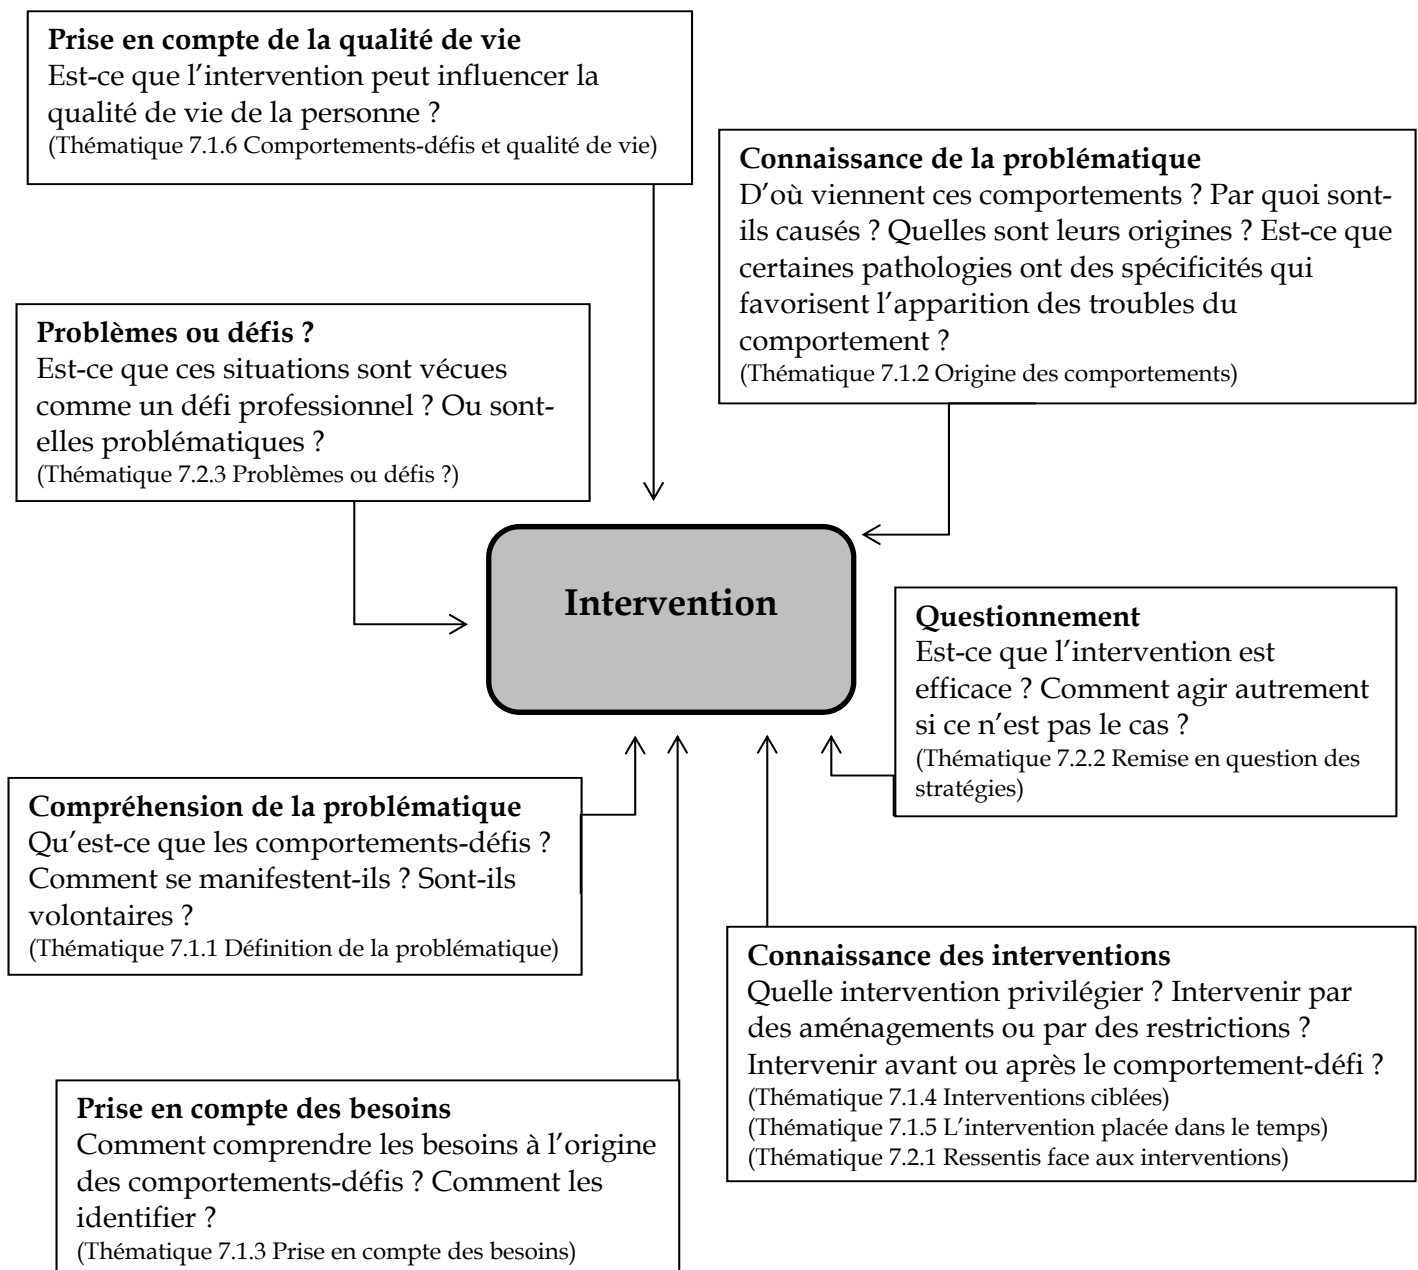 Prise en compte de la qualité de vie
Est-ce que l’intervention peut influencer la
qualité de vie de la personne ?
(Thématique 7.1.6 Comportements-défis et qualité de vie)
Connaissance de la problématique
D’où viennent ces comportements ? Par quoi sont-
ils causés ? Quelles sont leurs origines ? Est-ce que
certaines pathologies ont des spécificités qui
favorisent l’apparition des troubles du
comportement ?
(Thématique 7.1.2 Origine des comportements)
Problèmes ou défis ?
Est-ce que ces situations sont vécues
comme un défi professionnel ? Ou sont-
elles problématiques ?
(Thématique 7.2.3 Problèmes ou défis ?)
Intervention
Questionnement
Est-ce que l’intervention est
efficace ? Comment agir autrement
si ce n’est pas le cas ?
(Thématique 7.2.2 Remise en question des
stratégies)
Compréhension de la problématique
Qu’est-ce que les comportements-défis ?
Comment se manifestent-ils ? Sont-ils
volontaires ?
(Thématique 7.1.1 Définition de la problématique)
Connaissance des interventions
Quelle intervention privilégier ? Intervenir par
des aménagements ou par des restrictions ?
Intervenir avant ou après le comportement-défi ?
(Thématique 7.1.4 Interventions ciblées)
(Thématique 7.1.5 L’intervention placée dans le temps)
(Thématique 7.2.1 Ressentis face aux interventions)
Prise en compte des besoins
Comment comprendre les besoins à l’origine
des comportements-défis ? Comment les
identifier ?
(Thématique 7.1.3 Prise en compte des besoins)